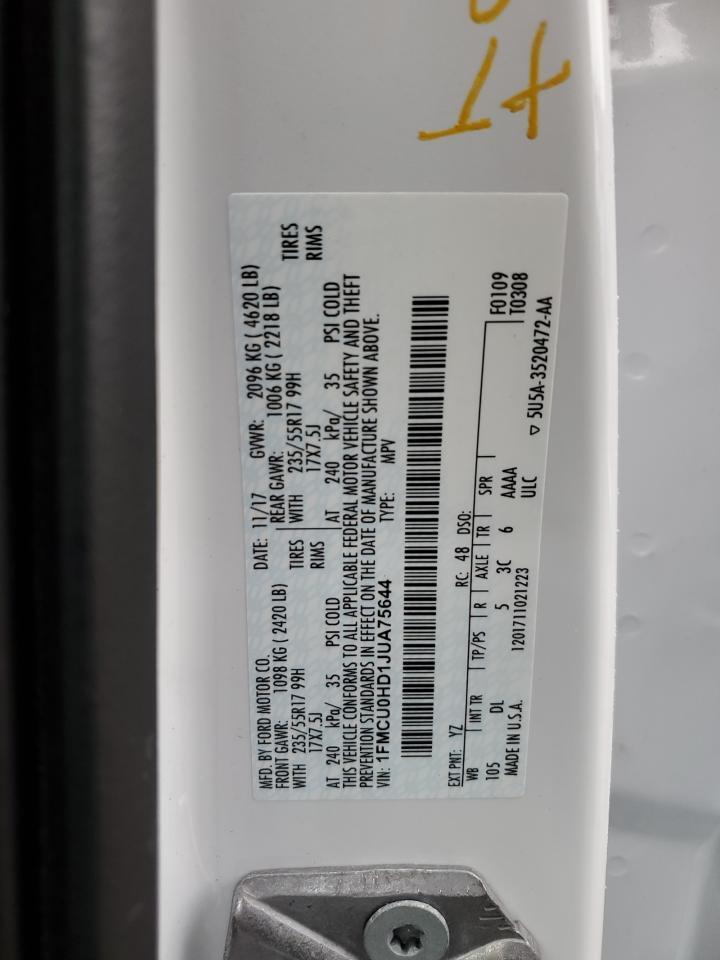 MFD. BY FORD MOTOR CO.
DATE: 11/17 GVWR: 2096 KG ( 4620 LB)
FRONT GAWR: 1098 KG ( 2420 LB) REAR GAWR: 1006 KG ( 2218 LB)
WITH 235/55R17 99H TIRES WITH 235/55R17 99H TIRES
17X7.5J RIMS 17X7.5J RIMS
AT 240 kPa/ 35 PSI COLD AT 240 kPa/ 35 PSI COLD
THIS VEHICLE CONFORMS TO ALL APPLICABLE FEDERAL MOTOR VEHICLE SAFETY AND THEFT
PREVENTION STANDARDS IN EFFECT ON THE DATE OF MANUFACTURE SHOWN ABOVE.
VIN: 1FMCU0HD1JUA75644 TYPE: MPV
EXT PNT: YZ RC: 48 DSO: F0109
WB INT TR TP/PS R AXLE TR SPR T0308
105 DL 5 3C 6 AAAA
MADE IN U.S.A. 1201711021223 ULC
▽ 5U5A-3520472-AA